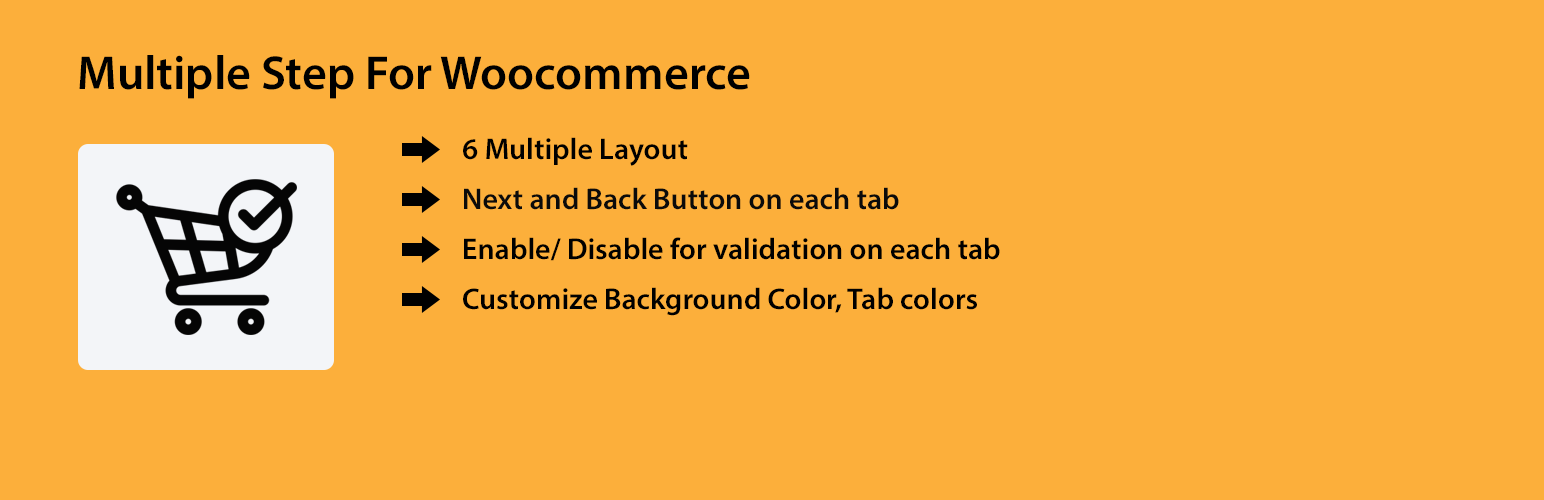 Multiple Step For Woocommerce
6 Multiple Layout
Next and Back Button on each tab
Enable/ Disable for validation on each tab
Customize Background Color, Tab colors